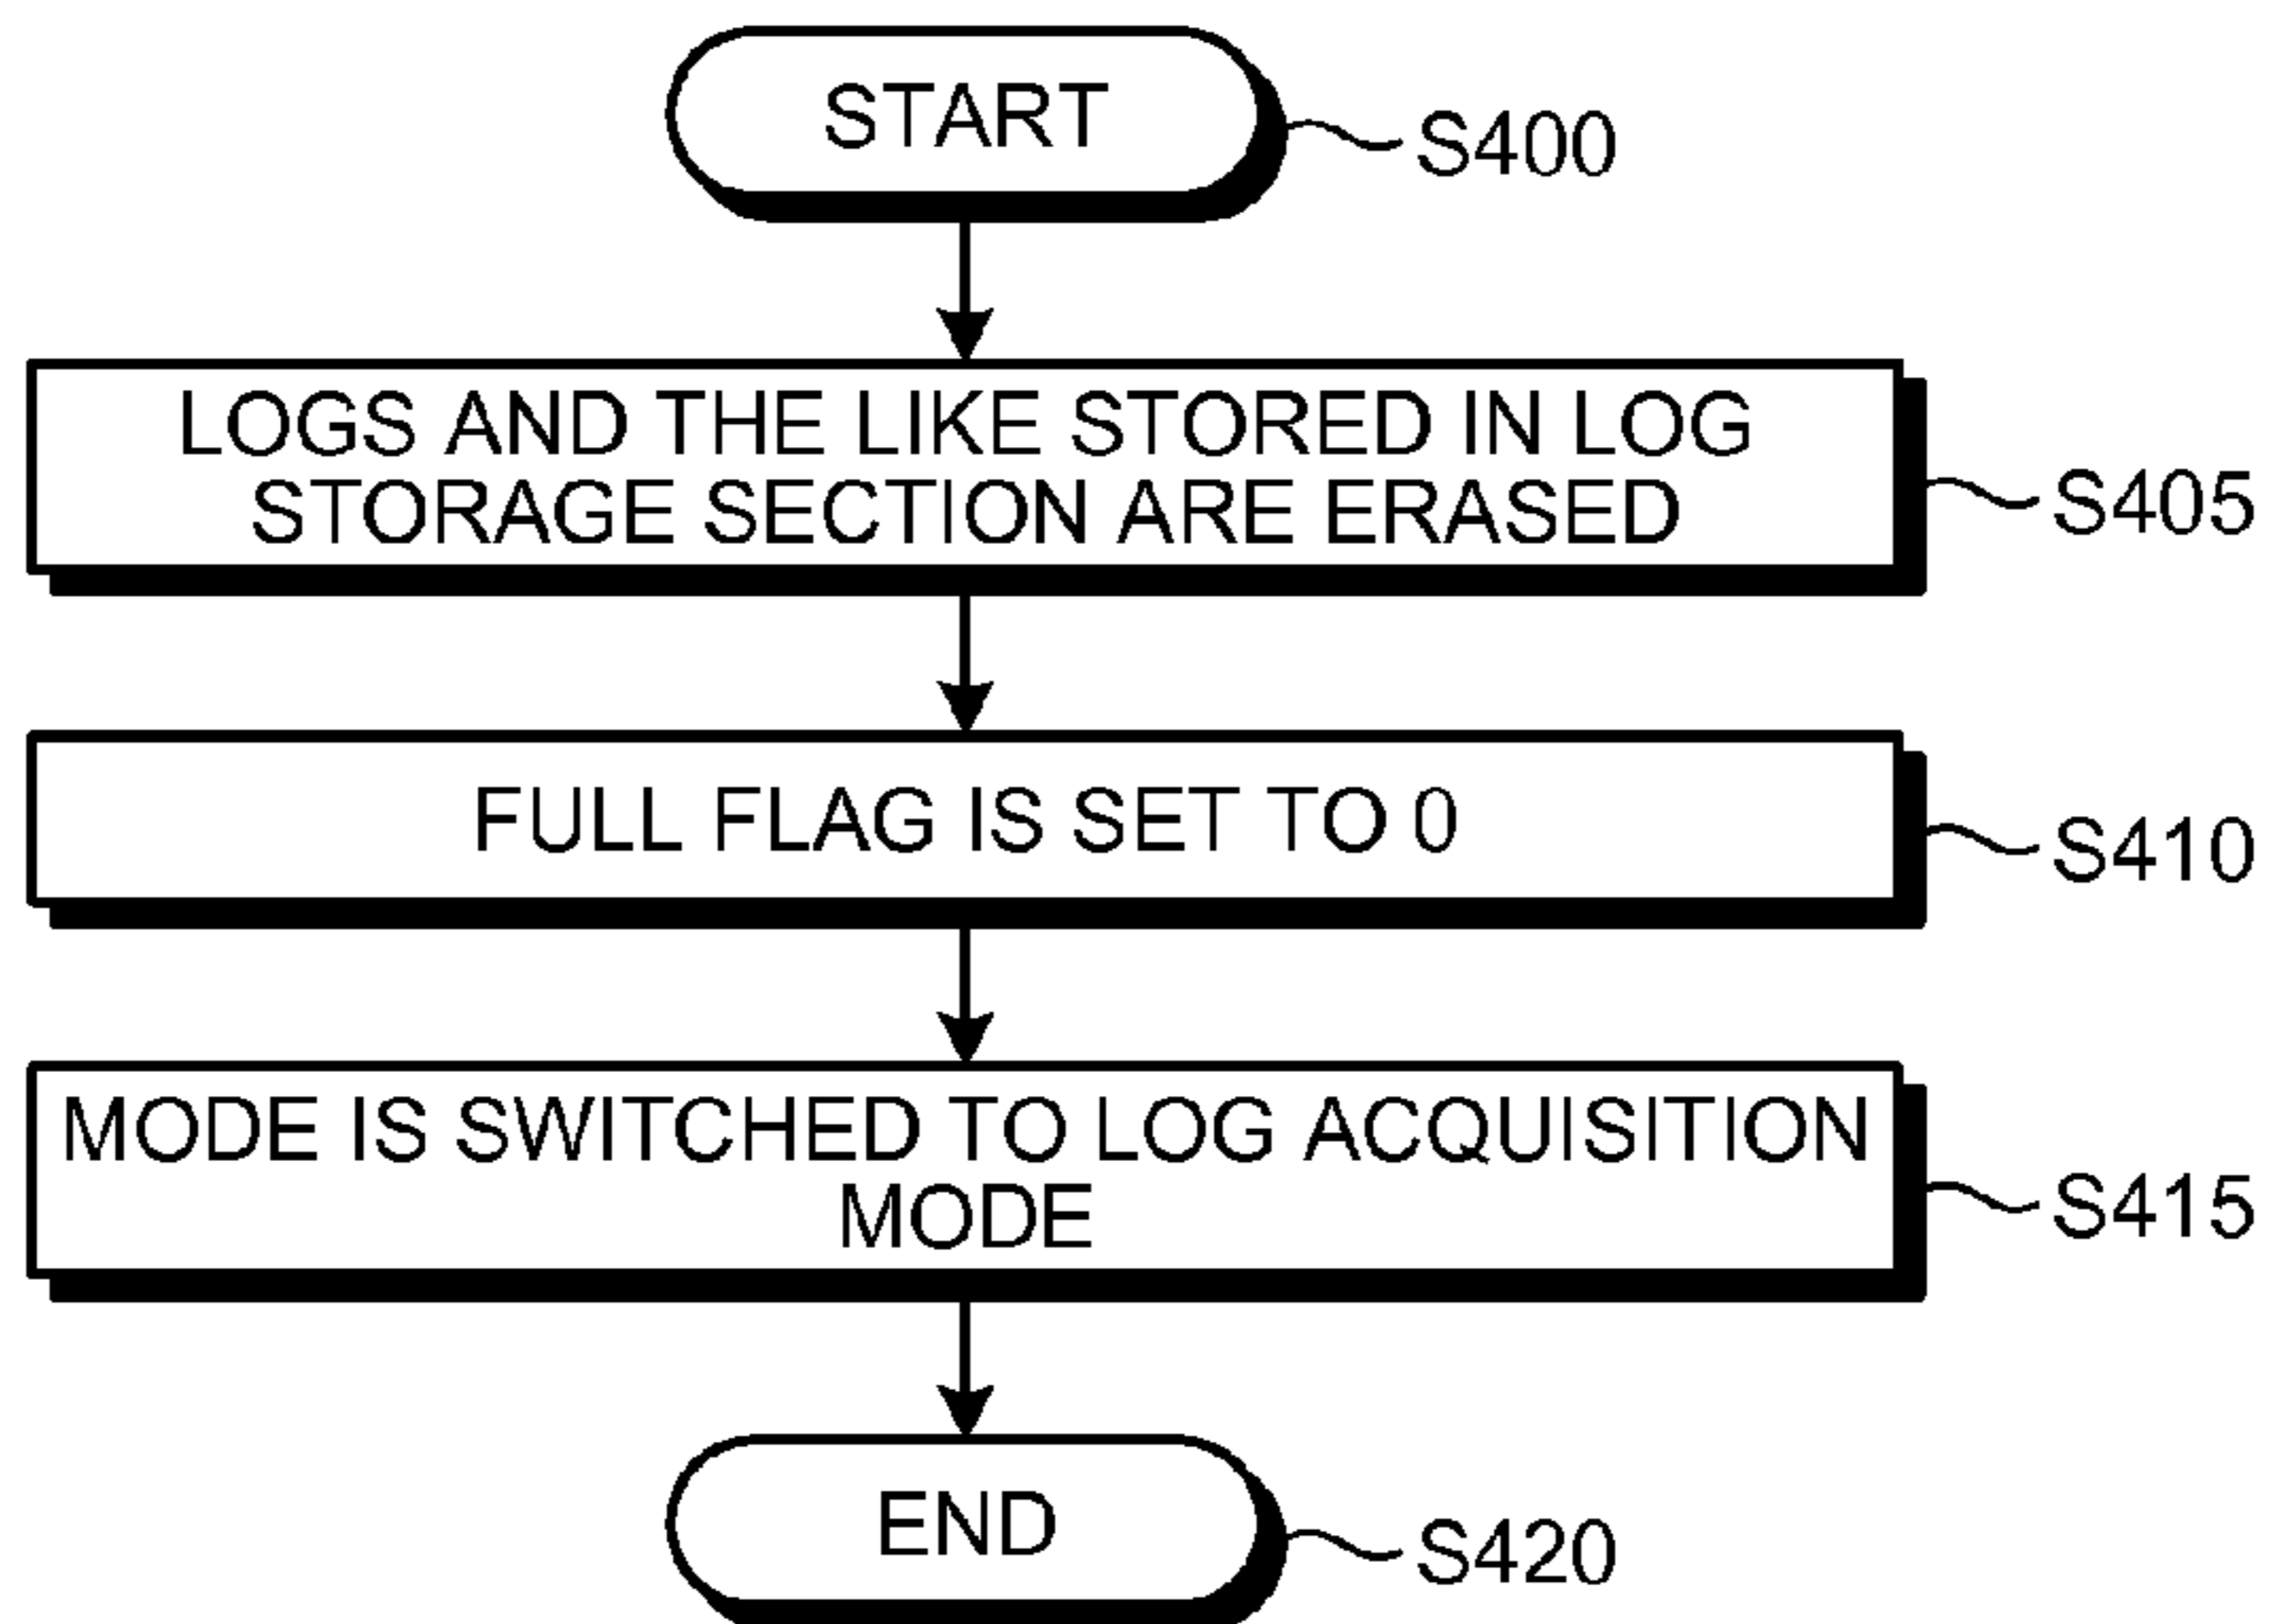 START
S400
LOGS AND THE LIKE STORED IN LOG
STORAGE SECTION ARE ERASED
S405
FULL FLAG IS SET TO 0
S410
MODE IS SWITCHED TO LOG ACQUISITION
MODE
S415
END
S420